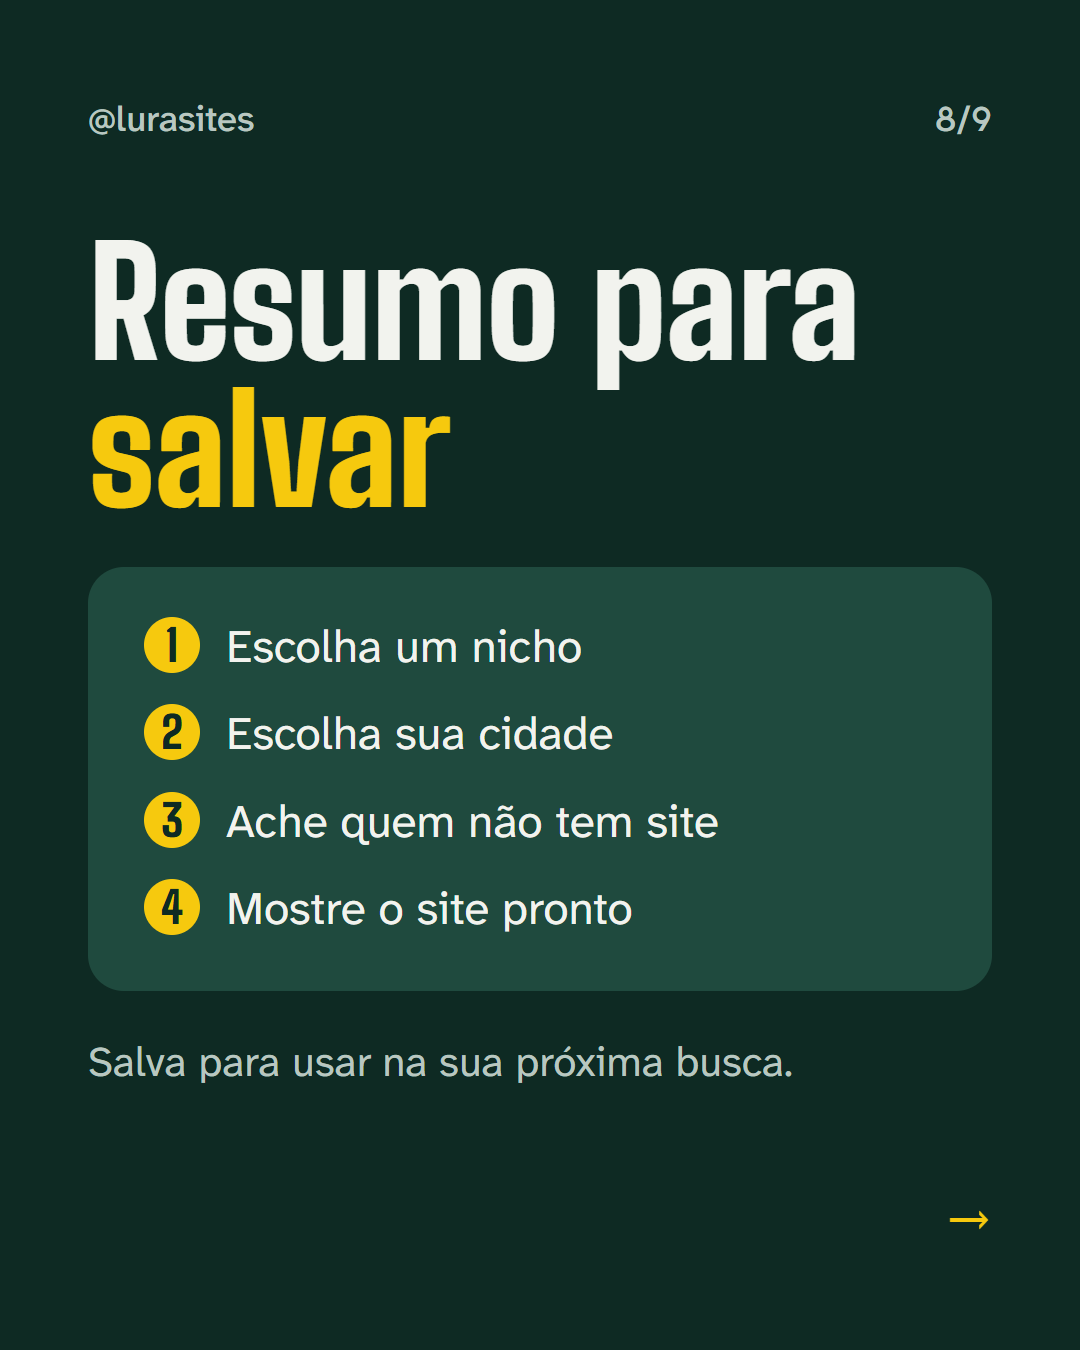 @lurasites
8/9
Resumo para
salvar
1 Escolha um nicho
2 Escolha sua cidade
3 Ache quem não tem site
4 Mostre o site pronto
Salva para usar na sua próxima busca.
→